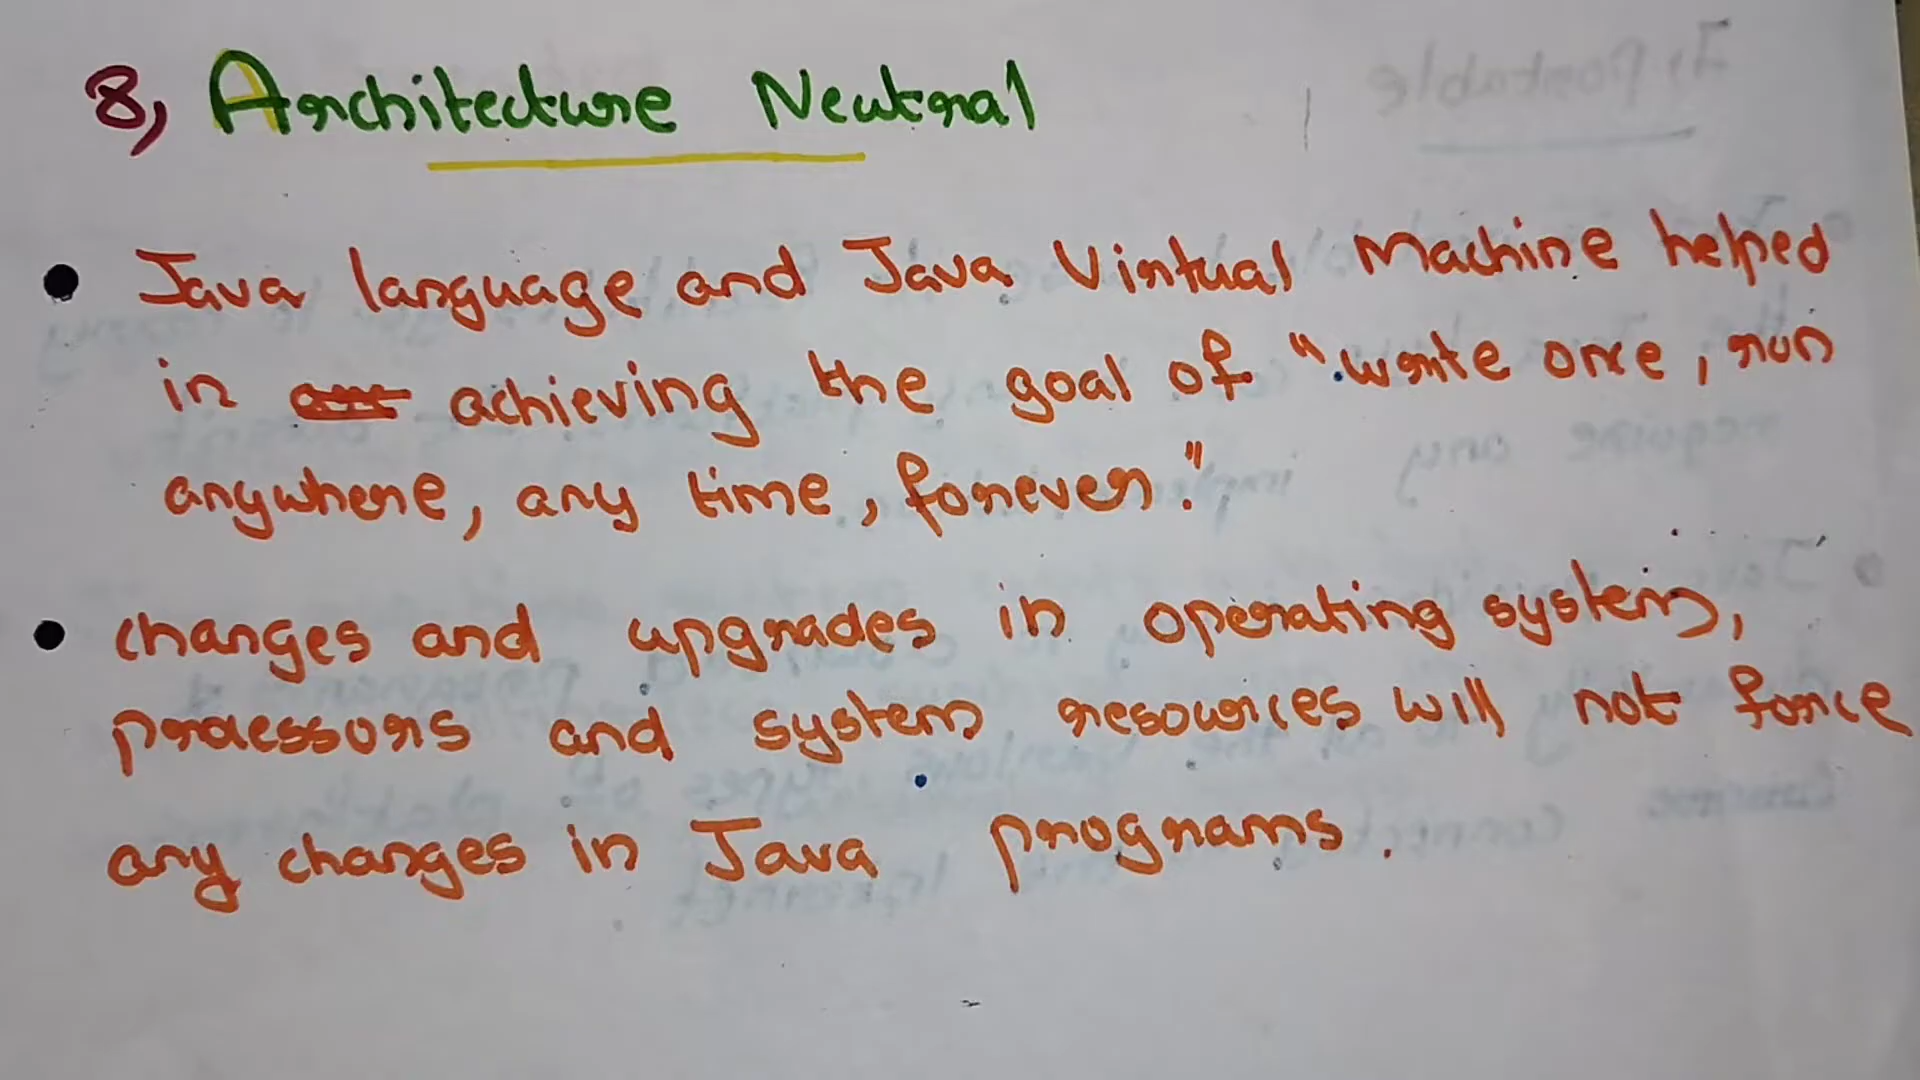 8, Architecture Neutral
• Java language and Java Virtual Machine helped
in achieving the goal of "write once, run
anywhere, any time, forever."
• changes and upgrades in operating system,
processors and system resources will not force
any changes in Java programs.